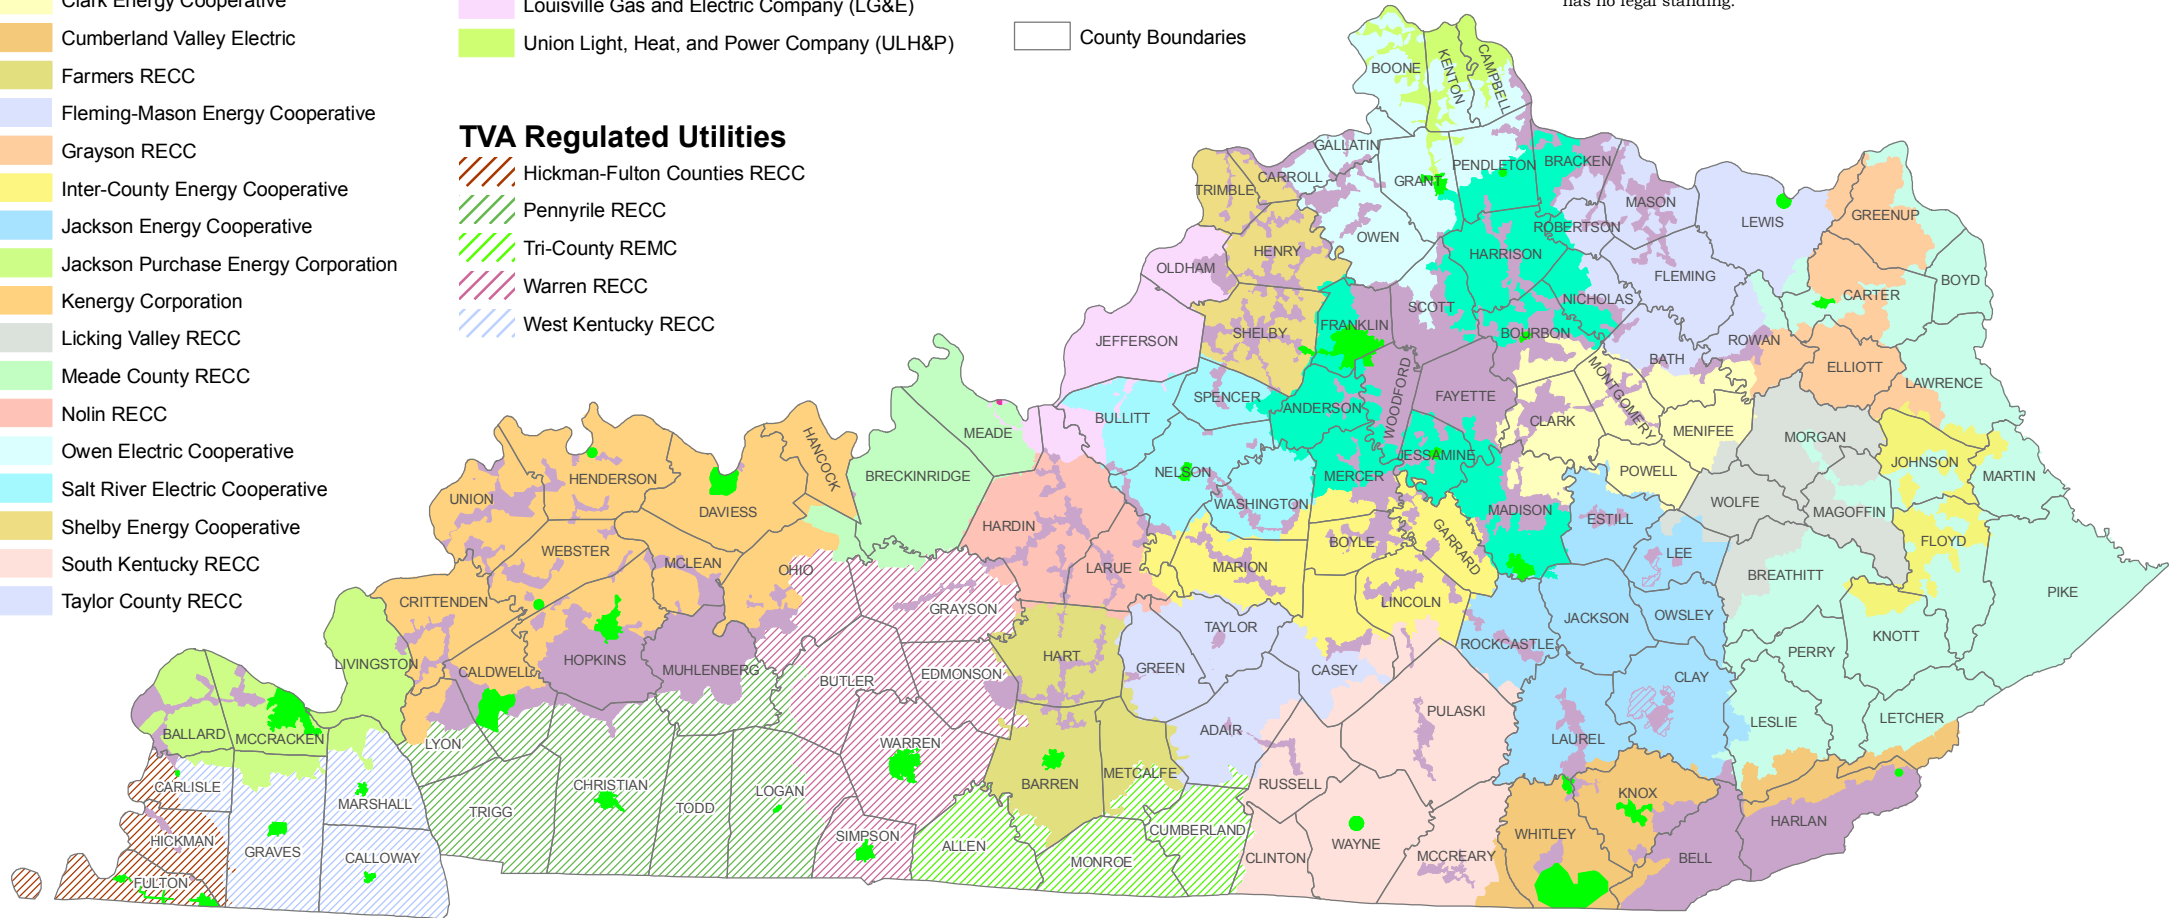 Clark Energy Cooperative
Cumberland Valley Electric
Farmers RECC
Fleming-Mason Energy Cooperative
Grayson RECC
Inter-County Energy Cooperative
Jackson Energy Cooperative
Jackson Purchase Energy Corporation
Kenergy Corporation
Licking Valley RECC
Meade County RECC
Nolin RECC
Owen Electric Cooperative
Salt River Electric Cooperative
Shelby Energy Cooperative
South Kentucky RECC
Taylor County RECC
Louisville Gas and Electric Company (LG&E)
Union Light, Heat, and Power Company (ULH&P)
TVA Regulated Utilities
Hickman-Fulton Counties RECC
Pennyrile RECC
Tri-County REMC
Warren RECC
West Kentucky RECC
County Boundaries
has no legal standing.
BOONE
KENTON
CAMPBELL
GALLATIN
CARROLL
TRIMBLE
GRANT
PENDLETON
BRACKEN
MASON
ROBERTSON
LEWIS
GREENUP
OWEN
HENRY
OLDHAM
HARRISON
FLEMING
NICHOLAS
CARTER
BOYD
SCOTT
FRANKLIN
SHELBY
JEFFERSON
BOURBON
BATH
ROWAN
ELLIOTT
LAWRENCE
MONTGOMERY
WOODFORD
FAYETTE
CLARK
MENIFEE
MORGAN
ANDERSON
SPENCER
BULLITT
MEADE
HANCOCK
BRECKINRIDGE
HENDERSON
UNION
DAVIESS
NELSON
WASHINGTON
MERCER
JESSAMINE
POWELL
WOLFE
MAGOFFIN
JOHNSON
MARTIN
FLOYD
MADISON
ESTILL
LEE
GARRARD
BOYLE
MARION
HARDIN
LARUE
OHIO
MCLEAN
WEBSTER
CRITTENDEN
GRAYSON
LINCOLN
BREATHITT
PIKE
KNOTT
OWSLEY
JACKSON
ROCKCASTLE
TAYLOR
GREEN
CASEY
HART
EDMONSON
BUTLER
MUHLENBERG
HOPKINS
CALDWELL
LIVINGSTON
PERRY
LESLIE
LETCHER
CLAY
LAUREL
PULASKI
ADAIR
RUSSELL
METCALFE
BARREN
WARREN
LYON
MCCRACKEN
BALLARD
CARLISLE
MARSHALL
TRIGG
CHRISTIAN
TODD
LOGAN
SIMPSON
ALLEN
MONROE
CUMBERLAND
CLINTON
WAYNE
MCCREARY
WHITLEY
KNOX
BELL
HARLAN
HICKMAN
GRAVES
CALLOWAY
FULTON